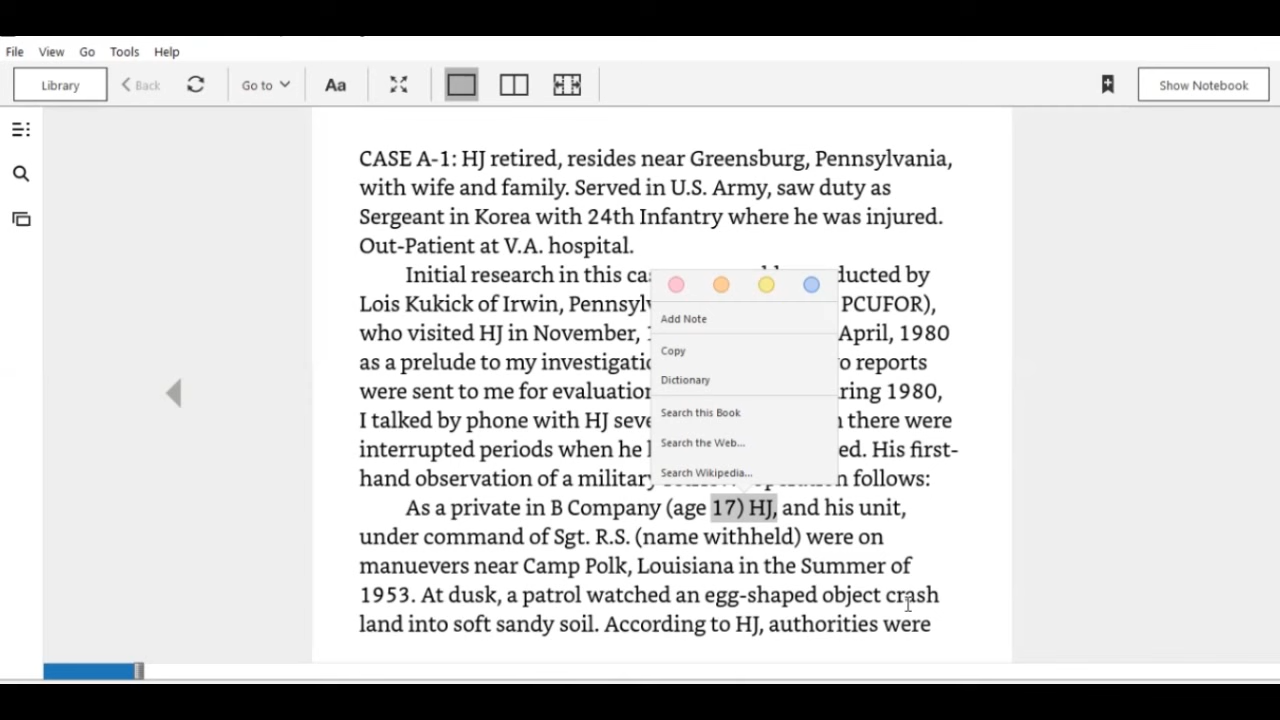 File View Go Tools Help
Library Back Go to Aa Show Notebook
CASE A-1: HJ retired, resides near Greensburg, Pennsylvania,
with wife and family. Served in U.S. Army, saw duty as
Sergeant in Korea with 24th Infantry where he was injured.
Out-Patient at V.A. hospital.
Initial research in this ducted by
Lois Kukick of Irwin, PCUFOR),
who visited HJ in November, April, 1980
as a prelude to my reports
were sent to me for 1980,
I talked by phone with HJ there were
interrupted periods when he His first-
hand observation of a military follows:
As a private in B Company (age 17) HJ, and his unit,
under command of Sgt. R.S. (name withheld) were on
manuevers near Camp Polk, Louisiana in the Summer of
1953. At dusk, a patrol watched an egg-shaped object crash
land into soft sandy soil. According to HJ, authorities were
Add Note
Copy
Dictionary
Search this Book
Search the Web...
Search Wikipedia...